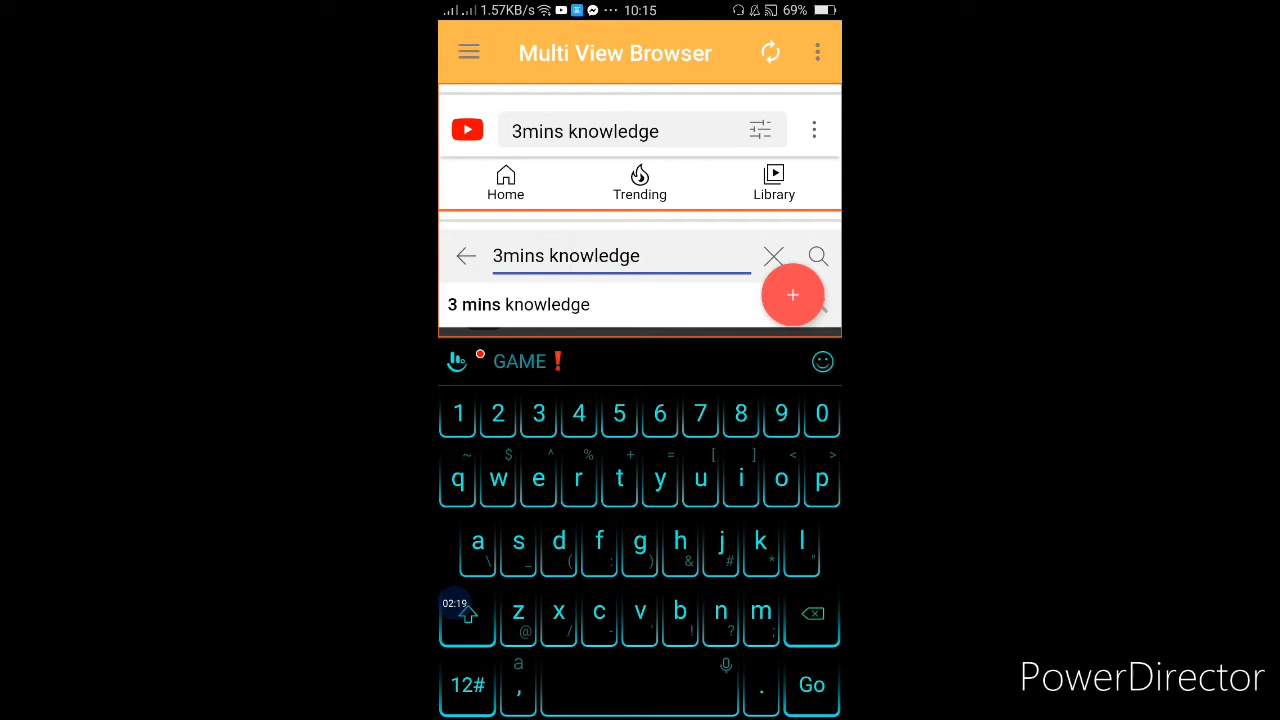 1.57KB/s ... 10:15 69%
Multi View Browser
3mins knowledge
Home Trending Library
3mins knowledge
3 mins knowledge
GAME❗
1 2 3 4 5 6 7 8 9 0
~ $ ^ % + = [ ] < >
q w e r t y u i o p
a s d f g h j k l
\ _ ( : ) & # * "
02:19
z x c v b n m
@ / - ' ! ? ;
a
12# , . Go
PowerDirector